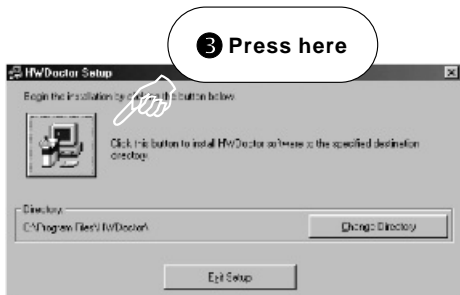 ❸ Press here
HWDoctor Setup
Begin the installation by clicking the button below.
Click this button to install HWDoctor software to the specified destination
directory.
Directory:
C:\Program Files\HWDoctor\
Change Directory
Exit Setup